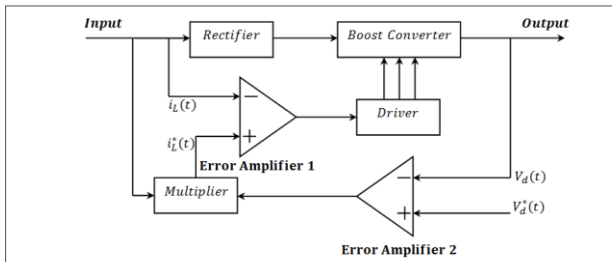 Input
Output
Rectifier
Boost Converter
i_L(t)
−
Driver
i_L^*(t)
+
Error Amplifier 1
Multiplier
−
V_d(t)
+
V_d^*(t)
Error Amplifier 2